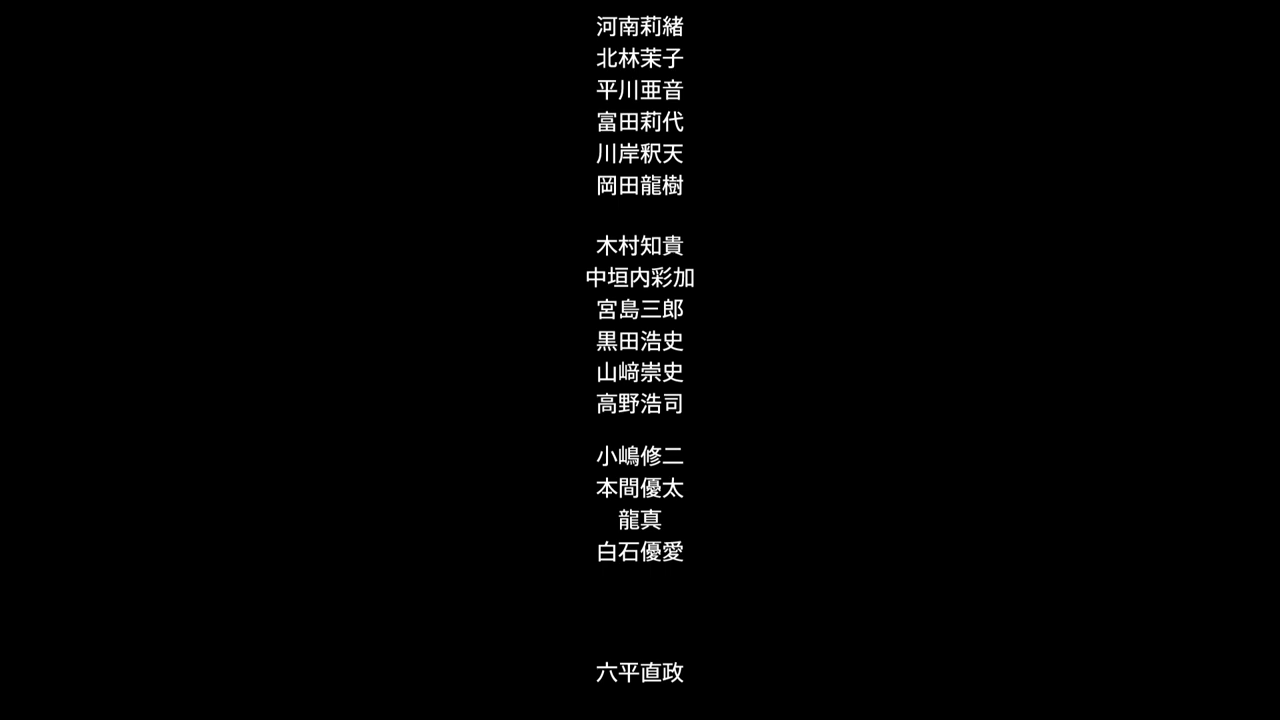 河南莉緒
北林茉子
平川亜音
富田莉代
川岸釈天
岡田龍樹
木村知貴
中垣内彩加
宮島三郎
黒田浩史
山﨑崇史
高野浩司
小嶋修二
本間優太
龍真
白石優愛
六平直政